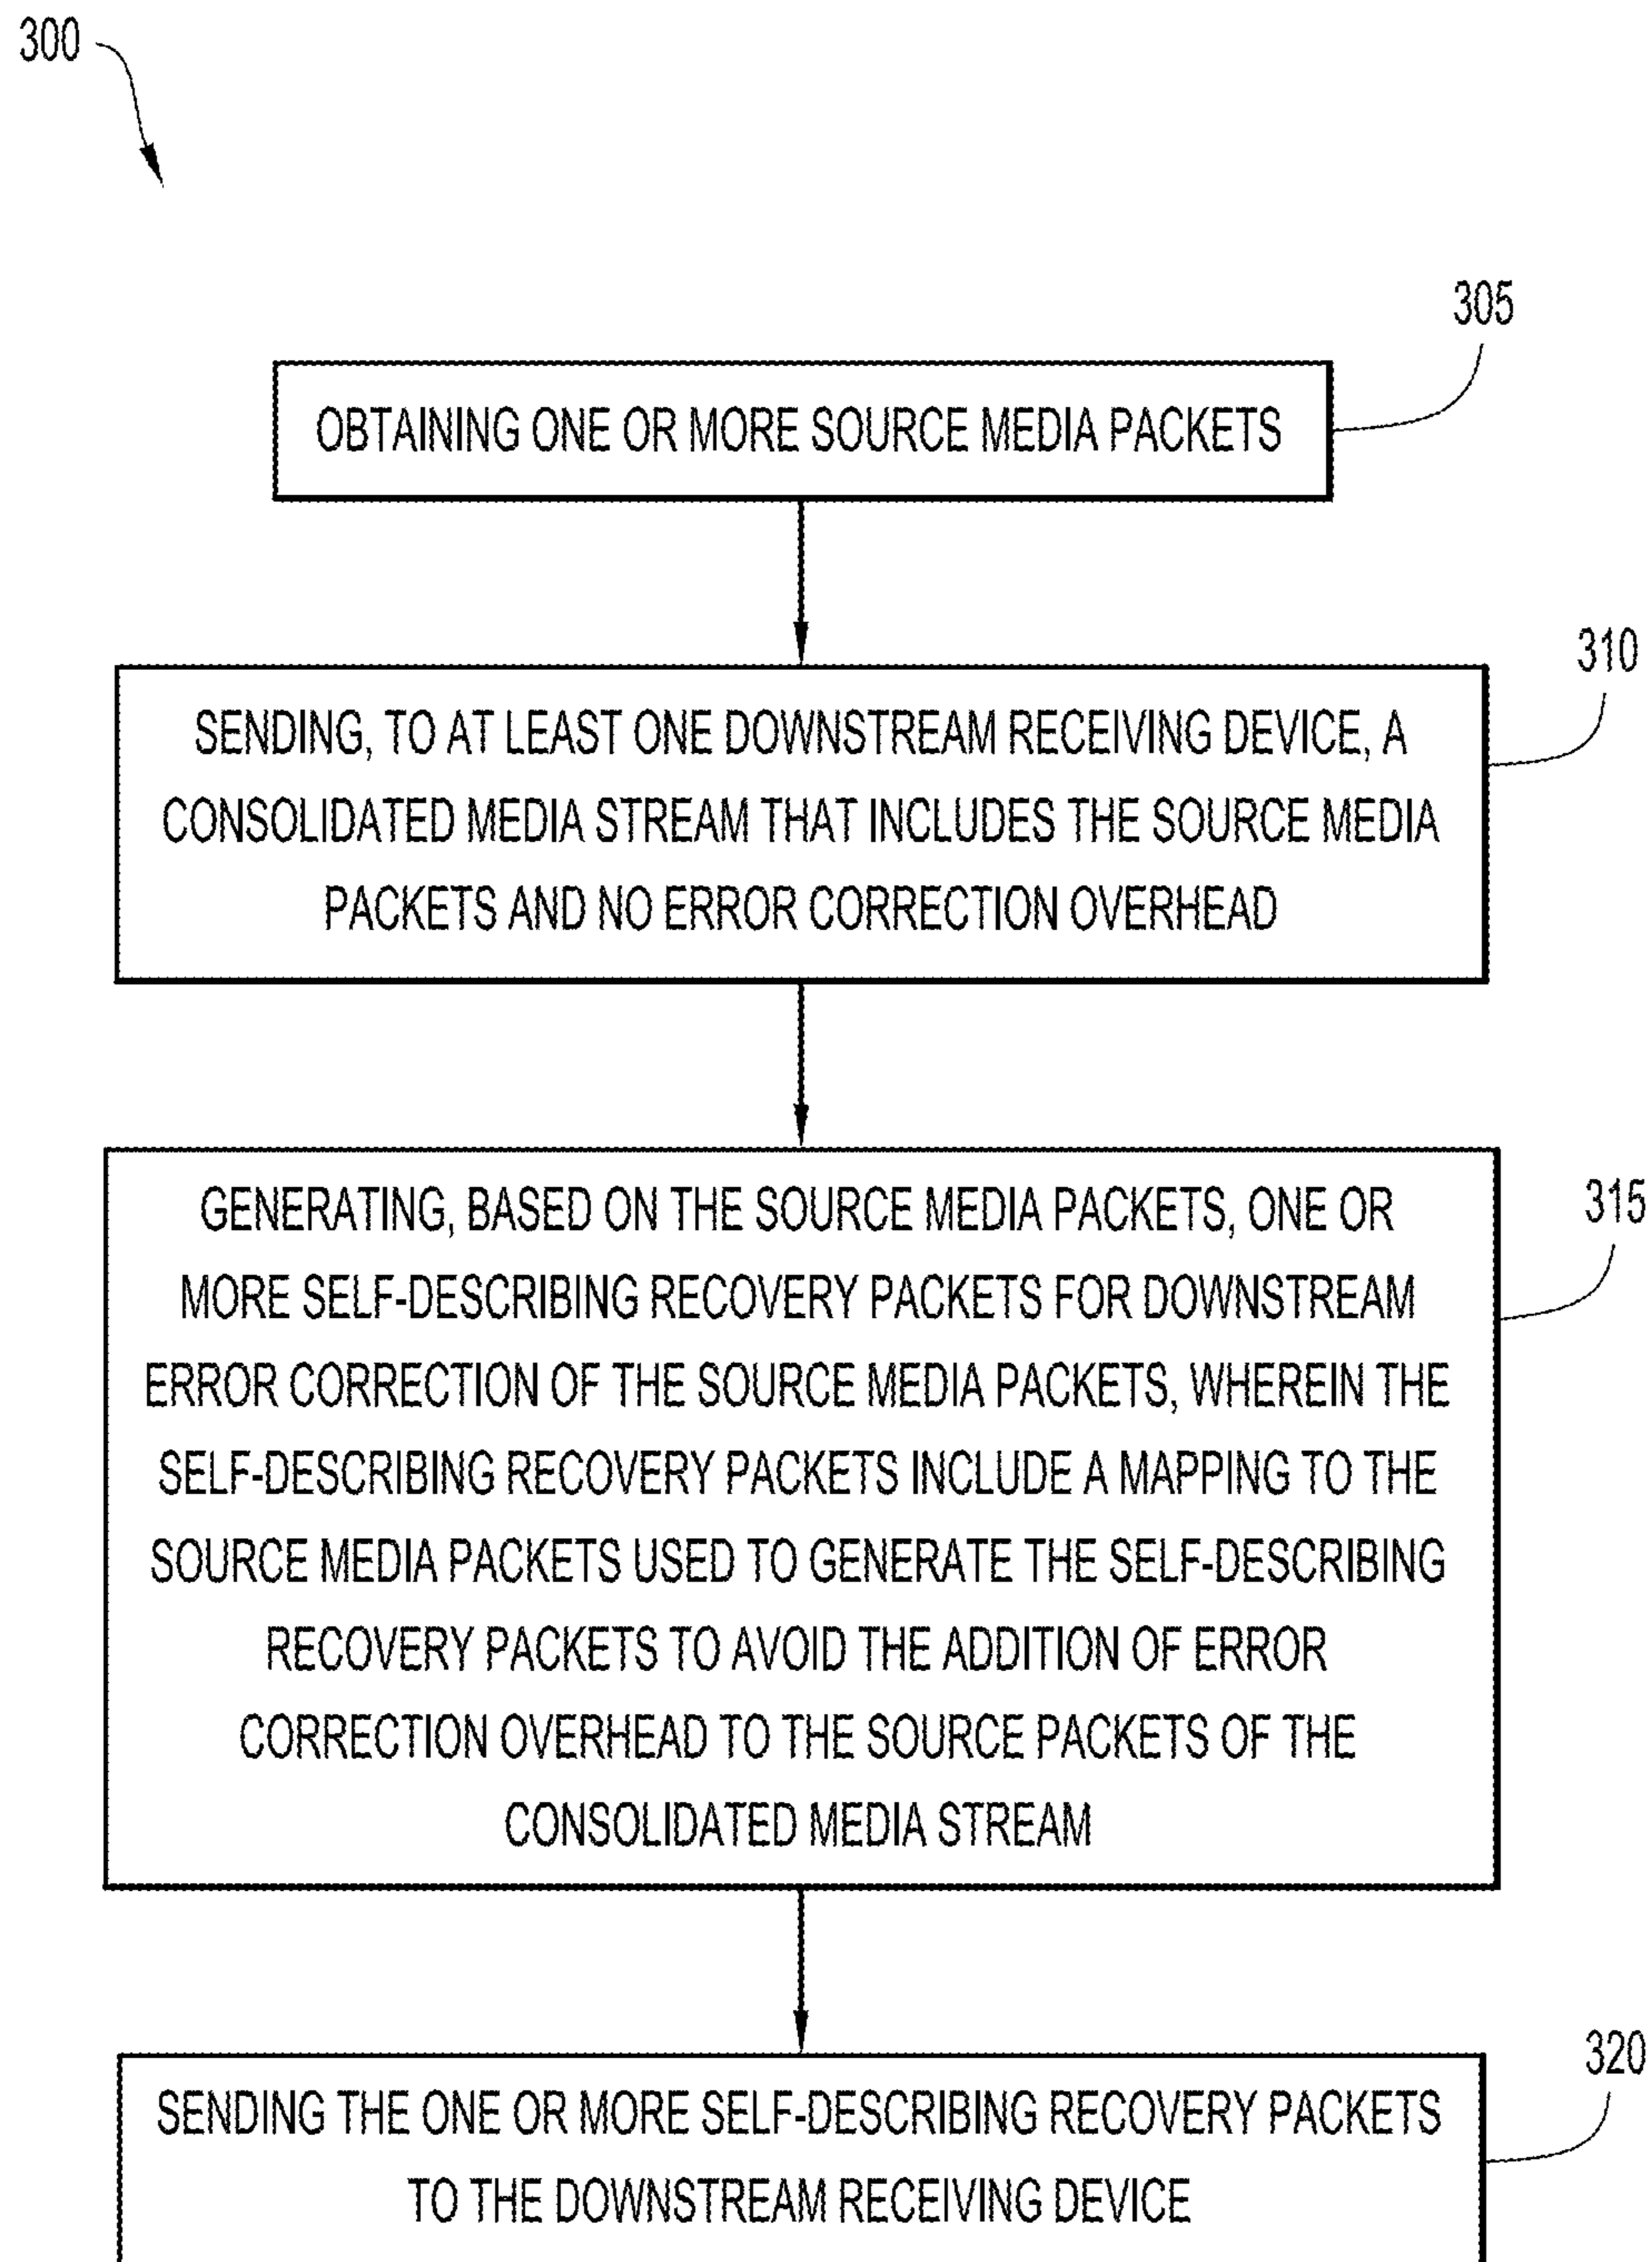 300
305
OBTAINING ONE OR MORE SOURCE MEDIA PACKETS
310
SENDING, TO AT LEAST ONE DOWNSTREAM RECEIVING DEVICE, A
CONSOLIDATED MEDIA STREAM THAT INCLUDES THE SOURCE MEDIA
PACKETS AND NO ERROR CORRECTION OVERHEAD
315
GENERATING, BASED ON THE SOURCE MEDIA PACKETS, ONE OR
MORE SELF-DESCRIBING RECOVERY PACKETS FOR DOWNSTREAM
ERROR CORRECTION OF THE SOURCE MEDIA PACKETS, WHEREIN THE
SELF-DESCRIBING RECOVERY PACKETS INCLUDE A MAPPING TO THE
SOURCE MEDIA PACKETS USED TO GENERATE THE SELF-DESCRIBING
RECOVERY PACKETS TO AVOID THE ADDITION OF ERROR
CORRECTION OVERHEAD TO THE SOURCE PACKETS OF THE
CONSOLIDATED MEDIA STREAM
320
SENDING THE ONE OR MORE SELF-DESCRIBING RECOVERY PACKETS
TO THE DOWNSTREAM RECEIVING DEVICE